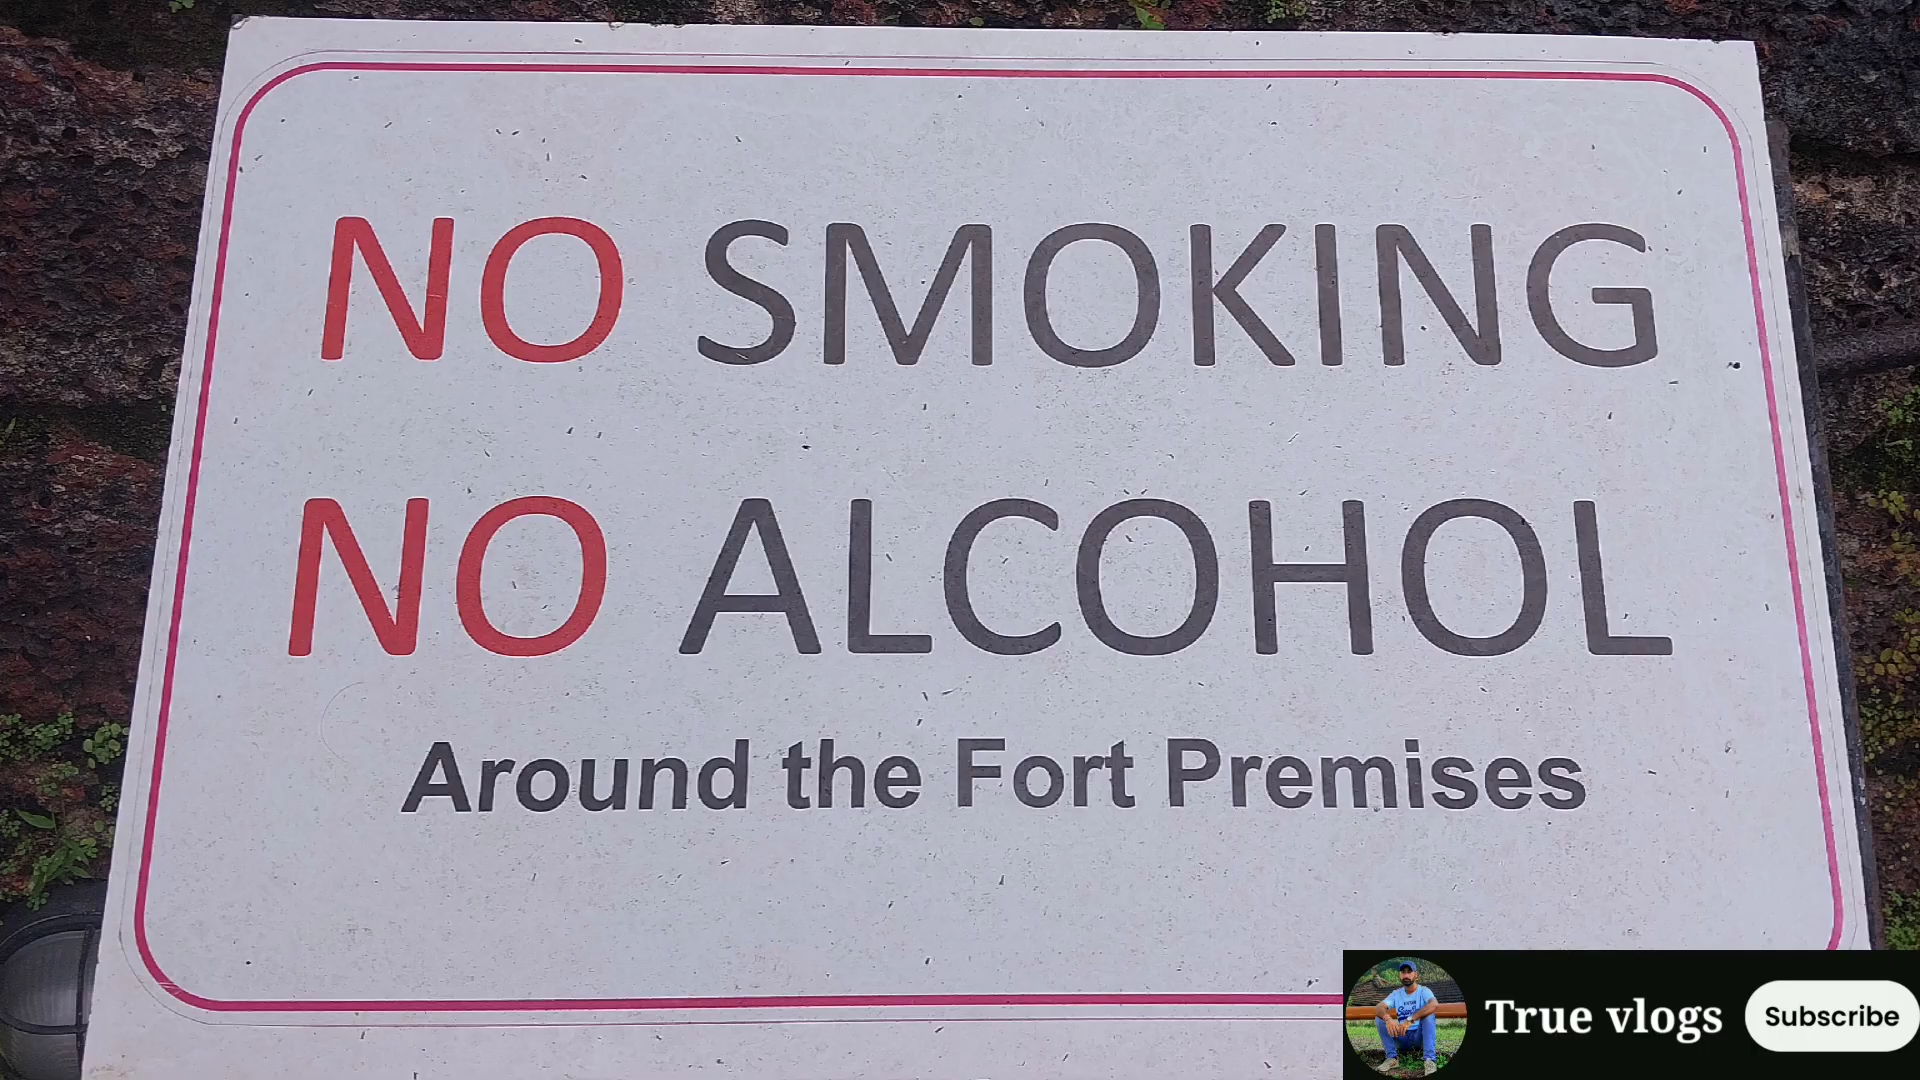 NO SMOKING
NO ALCOHOL
Around the Fort Premises
True vlogs
Subscribe